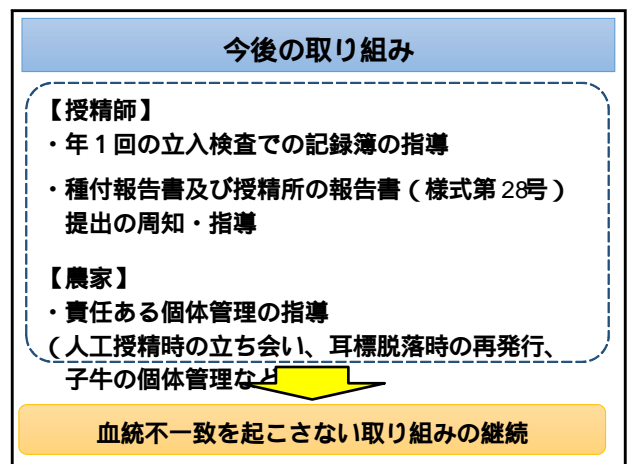 今後の取り組み
【授精師】
・年１回の立入検査での記録簿の指導
・種付報告書及び授精所の報告書（様式第28号）
提出の周知・指導
【農家】
・責任ある個体管理の指導
（人工授精時の立ち会い、耳標脱落時の再発行、
子牛の個体管理など
血統不一致を起こさない取り組みの継続